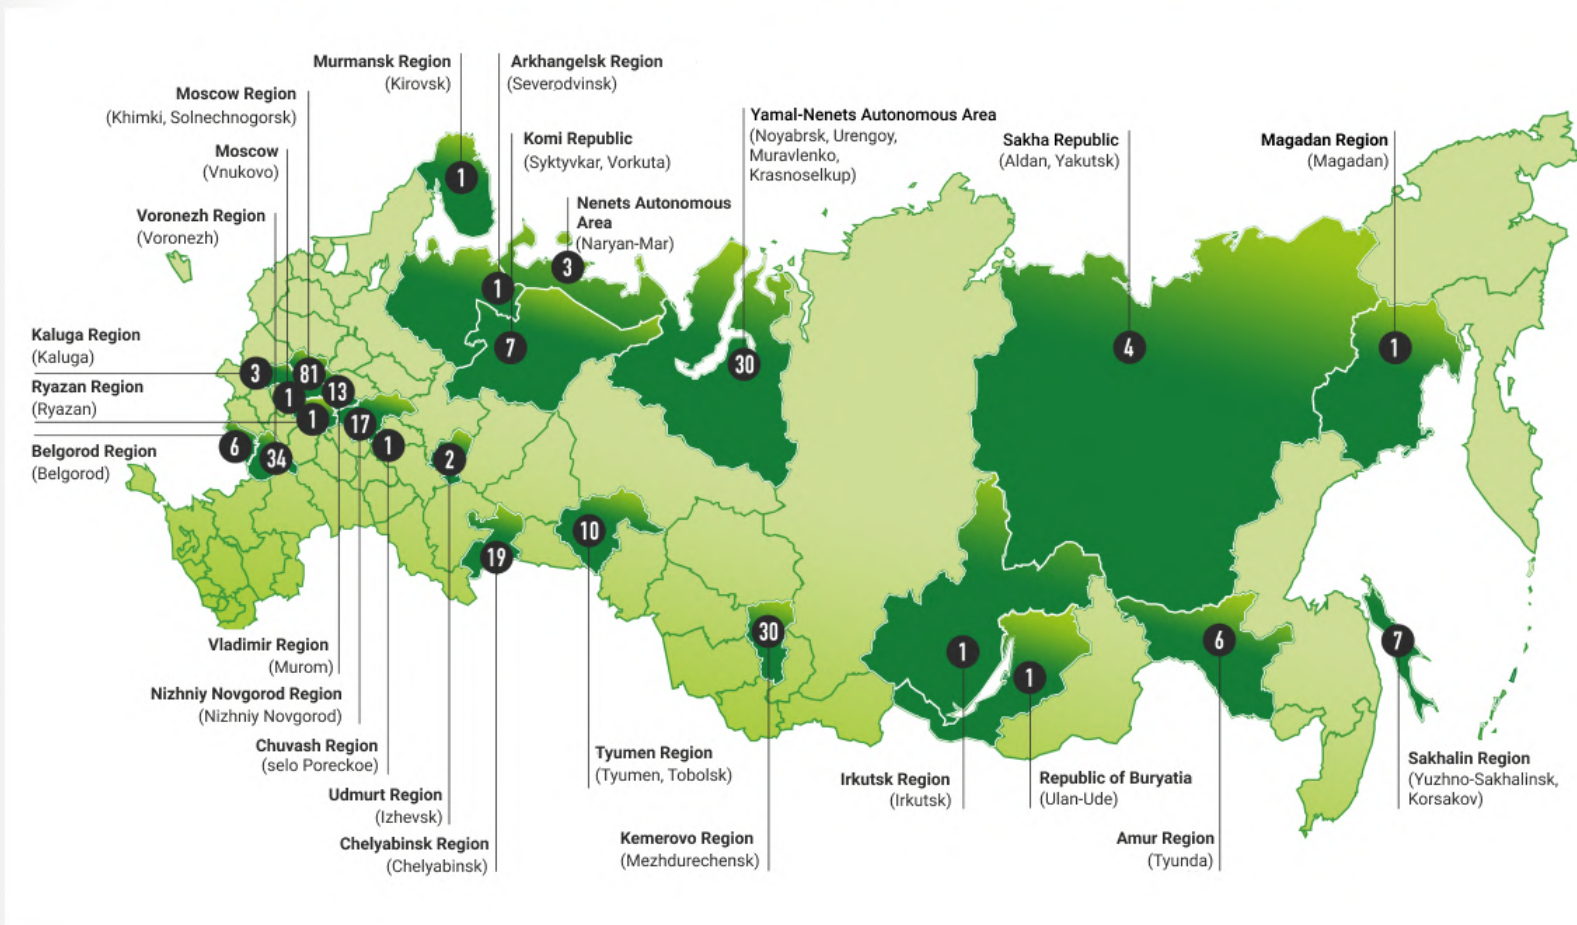 Murmansk Region
(Kirovsk)
Arkhangelsk Region
(Severodvinsk)
Moscow Region
(Khimki, Solnechnogorsk)
Komi Republic
(Syktyvkar, Vorkuta)
Yamal-Nenets Autonomous Area
(Noyabrsk, Urengoy,
Muravlenko,
Krasnoselkup)
Sakha Republic
(Aldan, Yakutsk)
Magadan Region
(Magadan)
Moscow
(Vnukovo)
Nenets Autonomous
Area
(Naryan-Mar)
Voronezh Region
(Voronezh)
1
3
1
7
30
4
1
Kaluga Region
(Kaluga)
Ryazan Region
(Ryazan)
Belgorod Region
(Belgorod)
3
81
1
13
1
17
6
34
1
2
10
19
30
1
1
6
7
Vladimir Region
(Murom)
Nizhniy Novgorod Region
(Nizhniy Novgorod)
Chuvash Region
(selo Poreckoe)
Udmurt Region
(Izhevsk)
Chelyabinsk Region
(Chelyabinsk)
Tyumen Region
(Tyumen, Tobolsk)
Kemerovo Region
(Mezhdurechensk)
Irkutsk Region
(Irkutsk)
Republic of Buryatia
(Ulan-Ude)
Amur Region
(Tyunda)
Sakhalin Region
(Yuzhno-Sakhalinsk,
Korsakov)